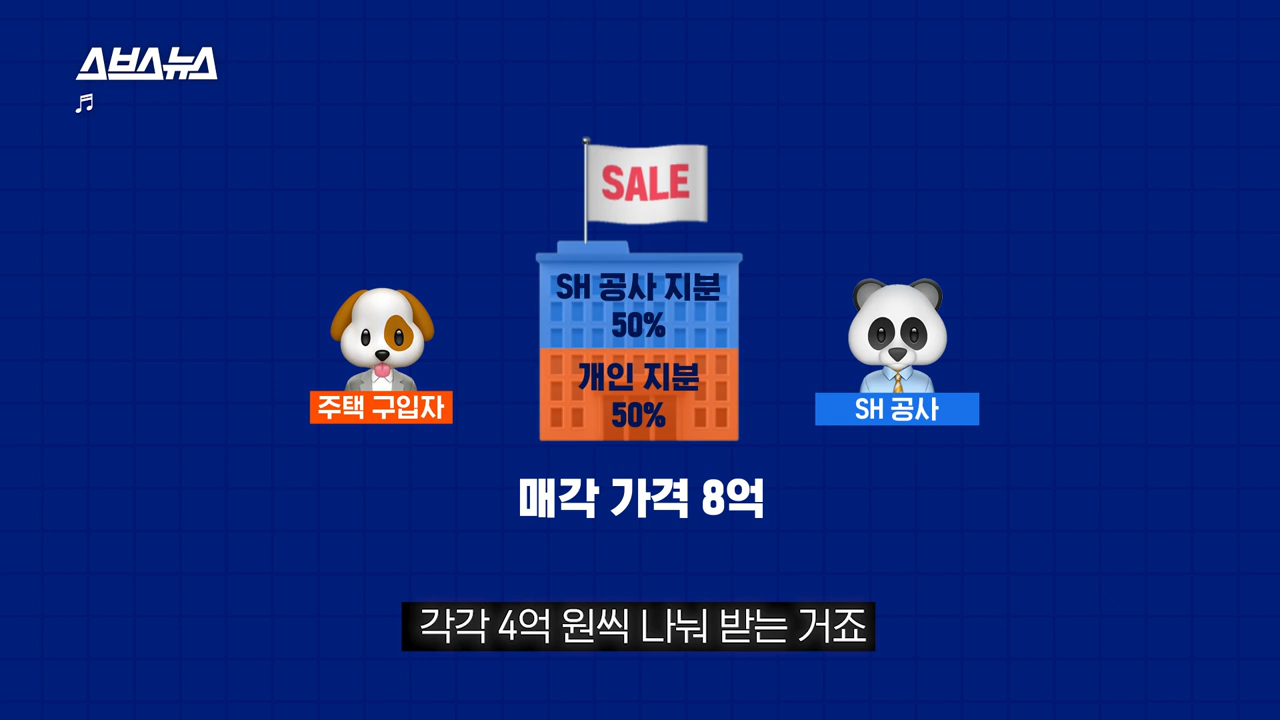 스브스뉴스
SALE
SH 공사 지분
50%
개인 지분
50%
주택 구입자
SH 공사
매각 가격 8억
각각 4억 원씩 나눠 받는 거죠